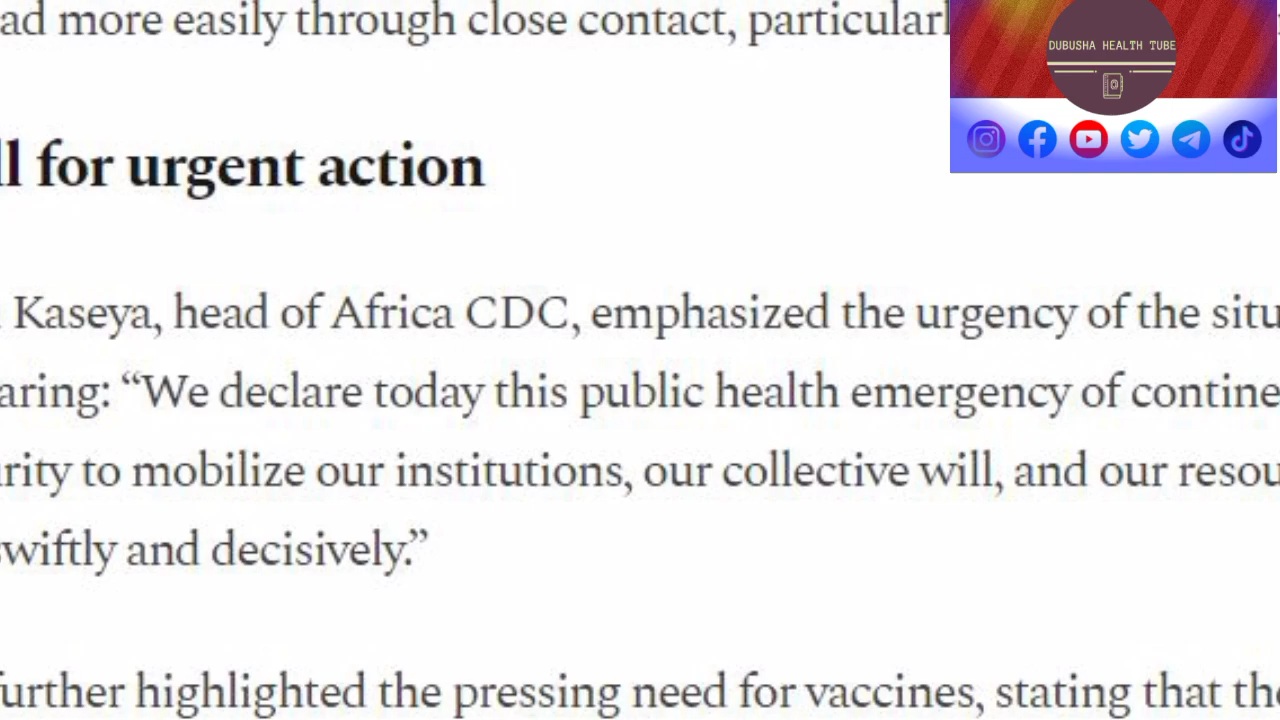 ad more easily through close contact, particularl
DUBUSHA HEALTH TUBE
ll for urgent action
Kaseya, head of Africa CDC, emphasized the urgency of the situ
aring: “We declare today this public health emergency of contine
rity to mobilize our institutions, our collective will, and our resou
swiftly and decisively.”
further highlighted the pressing need for vaccines, stating that the